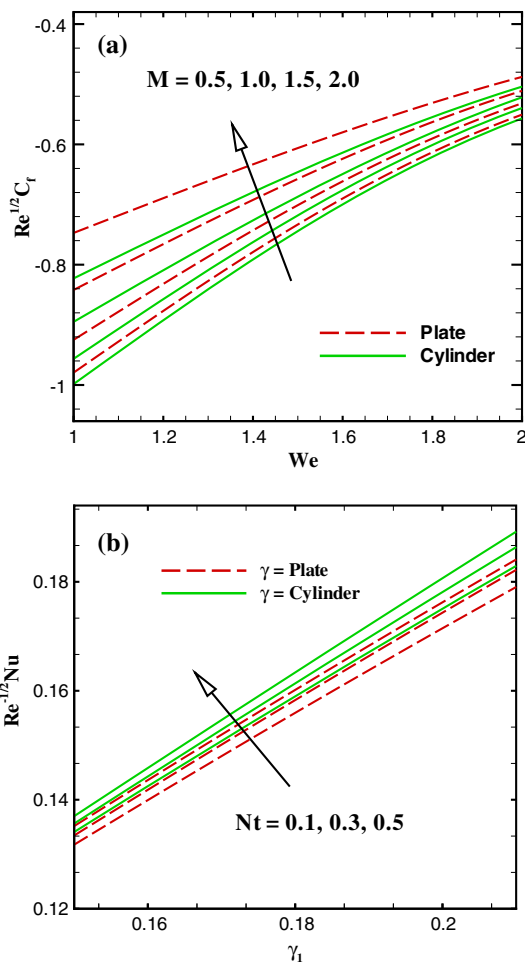 (a)
M = 0.5, 1.0, 1.5, 2.0
-0.4
-0.6
-0.8
-1
Re1/2Cf
Plate
Cylinder
1 1.2 1.4 1.6 1.8 2
We
(b)
γ = Plate
γ = Cylinder
0.18
0.16
0.14
0.12
Re-1/2Nu
Nt = 0.1, 0.3, 0.5
0.16 0.18 0.2
γ1